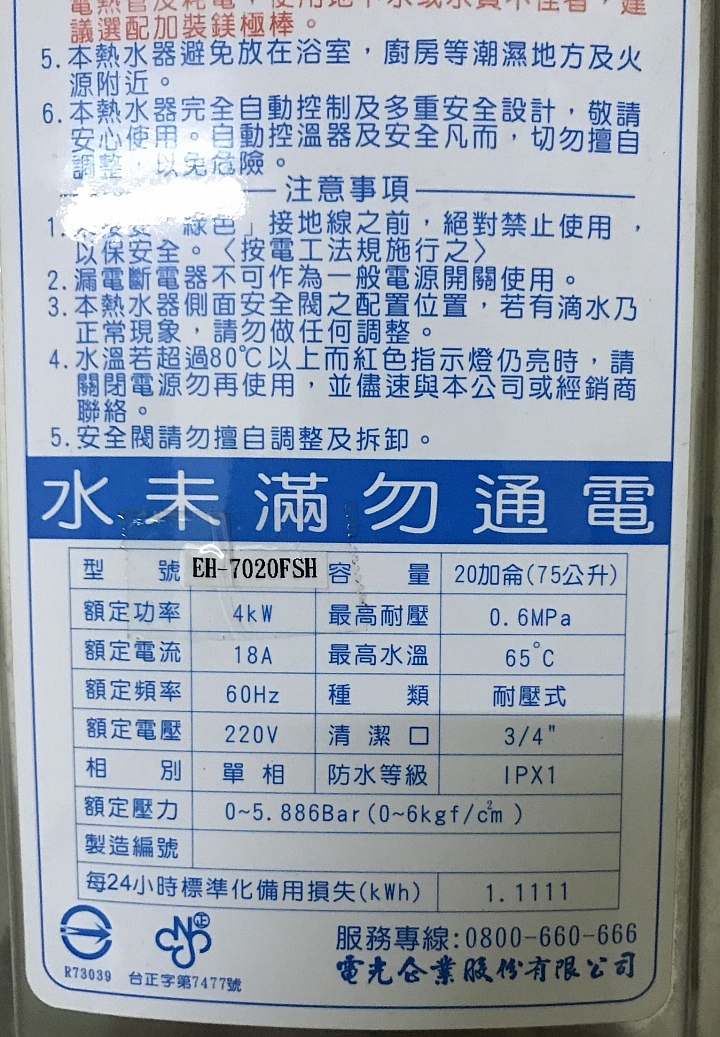 議選配加裝鎂極棒。
5.本熱水器避免放在浴室，廚房等潮濕地方及火
源附近。
6.本熱水器完全自動控制及多重安全設計，敬請
安心使用。自動控溫器及安全凡而，切勿擅自
調整，以免危險。
注意事項
1. 綠色」接地線之前，絕對禁止使用，
以保安全。〈按電工法規施行之〉
2.漏電斷電器不可作為一般電源開關使用。
3.本熱水器側面安全閥之配置位置，若有滴水乃
正常現象，請勿做任何調整。
4.水溫若超過80℃以上而紅色指示燈仍亮時，請
關閉電源勿再使用，並儘速與本公司或經銷商
聯絡。
5.安全閥請勿擅自調整及拆卸。
水未滿勿通電
型 號 EH-7020FSH 容 量 20加侖(75公升)
額定功率 4kW 最高耐壓 0.6MPa
額定電流 18A 最高水溫 65°C
額定頻率 60Hz 種 類 耐壓式
額定電壓 220V 清潔口 3/4"
相 別 單相 防水等級 IPX1
額定壓力 0~5.886Bar(0~6kgf/cm²)
製造編號
每24小時標準化備用損失(kWh) 1.1111
正
R73039 台正字第7477號
服務專線:0800-660-666
電光企業股份有限公司